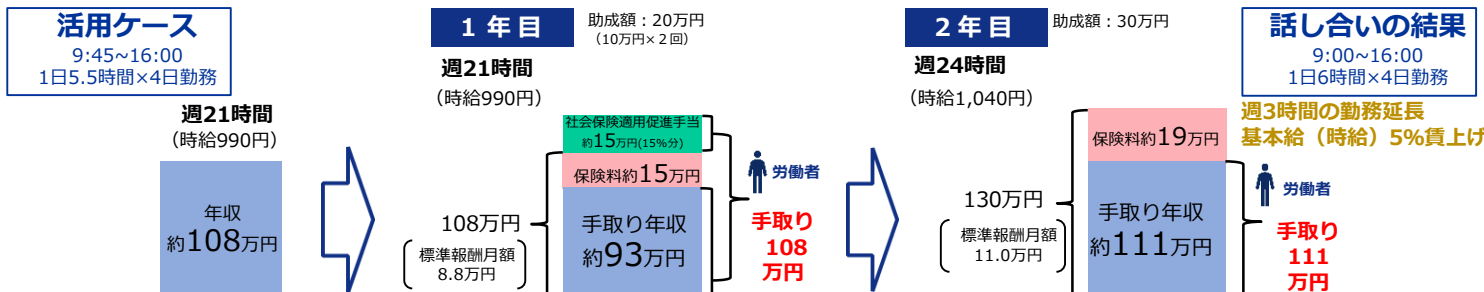 活用ケース
9:45~16:00
1日5.5時間×4日勤務
週21時間
（時給990円）
年収
約108万円
１年目
助成額：20万円
（10万円×２回）
週21時間
（時給990円）
社会保険適用促進手当
約15万円(15%分)
保険料約15万円
108万円
標準報酬月額
8.8万円
手取り年収
約93万円
労働者
手取り
108
万円
２年目
助成額：30万円
週24時間
（時給1,040円）
保険料約19万円
130万円
標準報酬月額
11.0万円
手取り年収
約111万円
話し合いの結果
9:00~16:00
1日6時間×4日勤務
週3時間の勤務延長
基本給（時給）5%賃上げ
労働者
手取り
111
万円